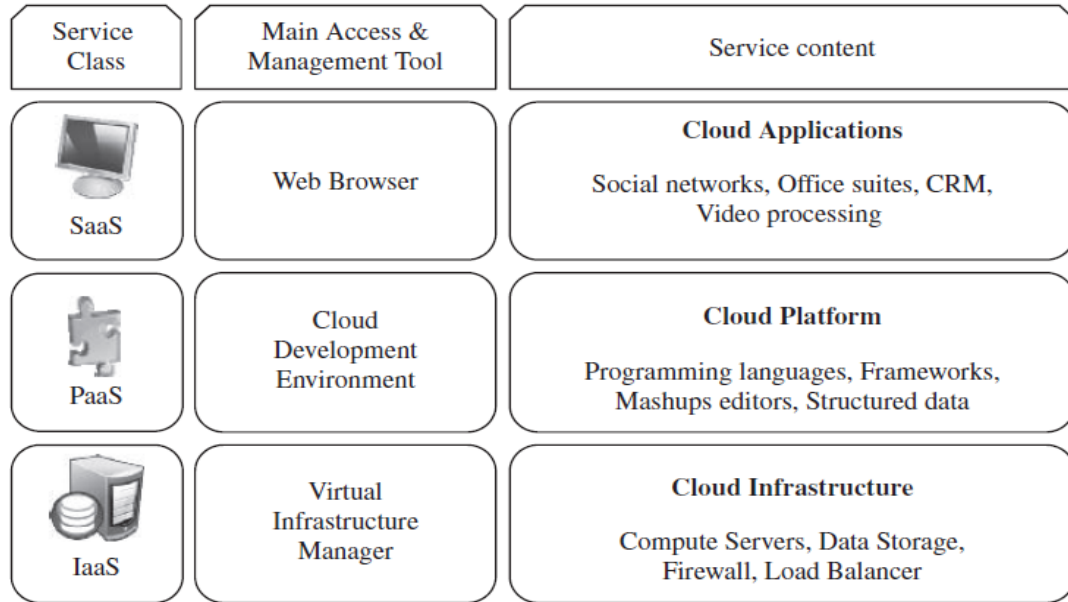 Service
Class
Main Access &
Management Tool
Service content
SaaS
Web Browser
Cloud Applications
Social networks, Office suites, CRM,
Video processing
PaaS
Cloud
Development
Environment
Cloud Platform
Programming languages, Frameworks,
Mashups editors, Structured data
IaaS
Virtual
Infrastructure
Manager
Cloud Infrastructure
Compute Servers, Data Storage,
Firewall, Load Balancer